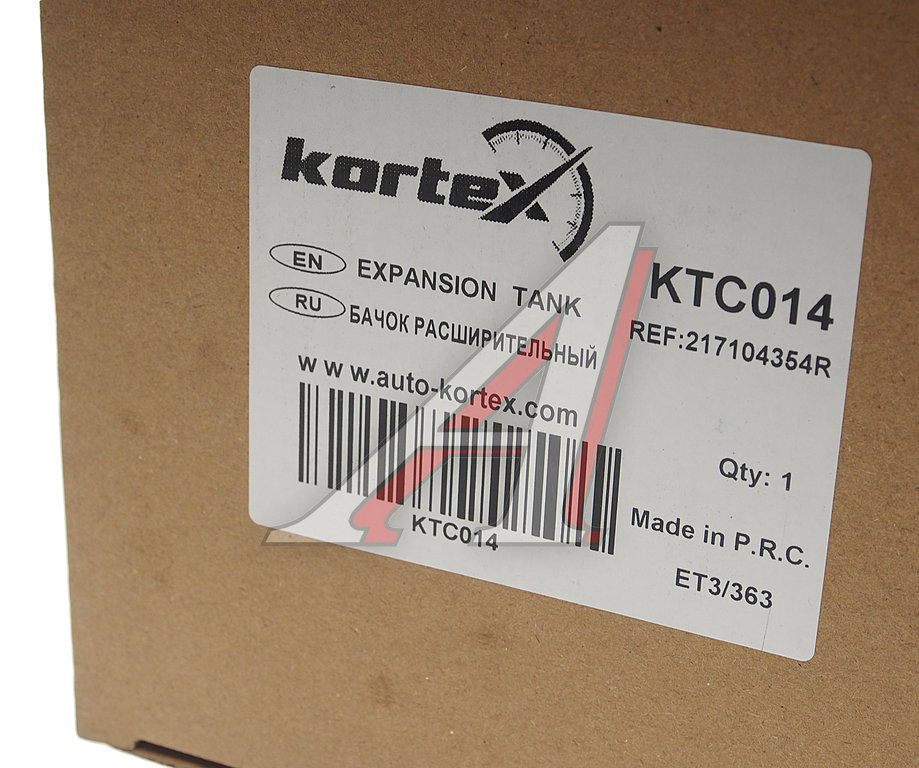 kortex
EN EXPANSION TANK
RU БАЧОК РАСШИРИТЕЛЬНЫЙ
www.auto-kortex.com
KTC014
KTC014
REF:217104354R
Qty: 1
Made in P.R.C.
ET3/363